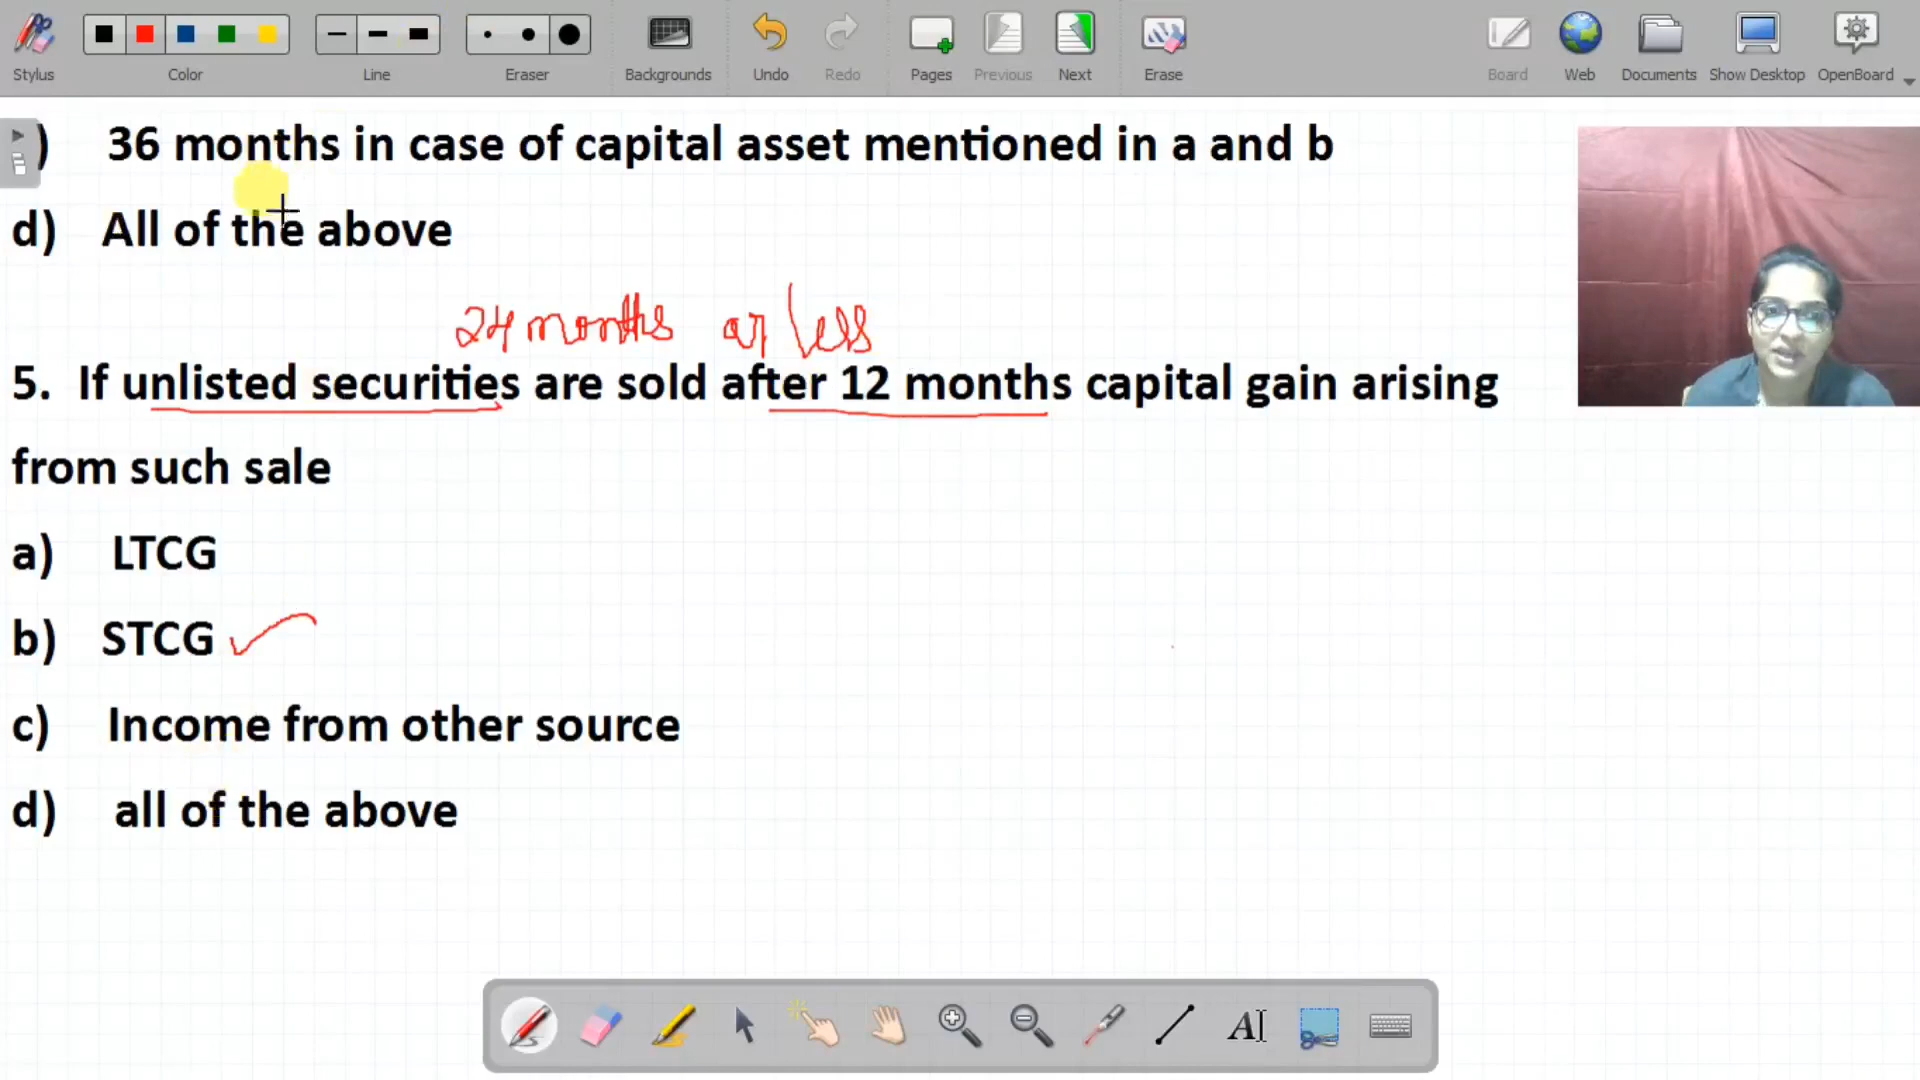 Stylus
Color
Line
Eraser
Backgrounds
Undo
Redo
Pages
Previous
Next
Erase
Board
Web
Documents
Show Desktop
OpenBoard
) 36 months in case of capital asset mentioned in a and b
d) All of the above
24 months or less
5. If unlisted securities are sold after 12 months capital gain arising
from such sale
a) LTCG
b) STCG
c) Income from other source
d) all of the above